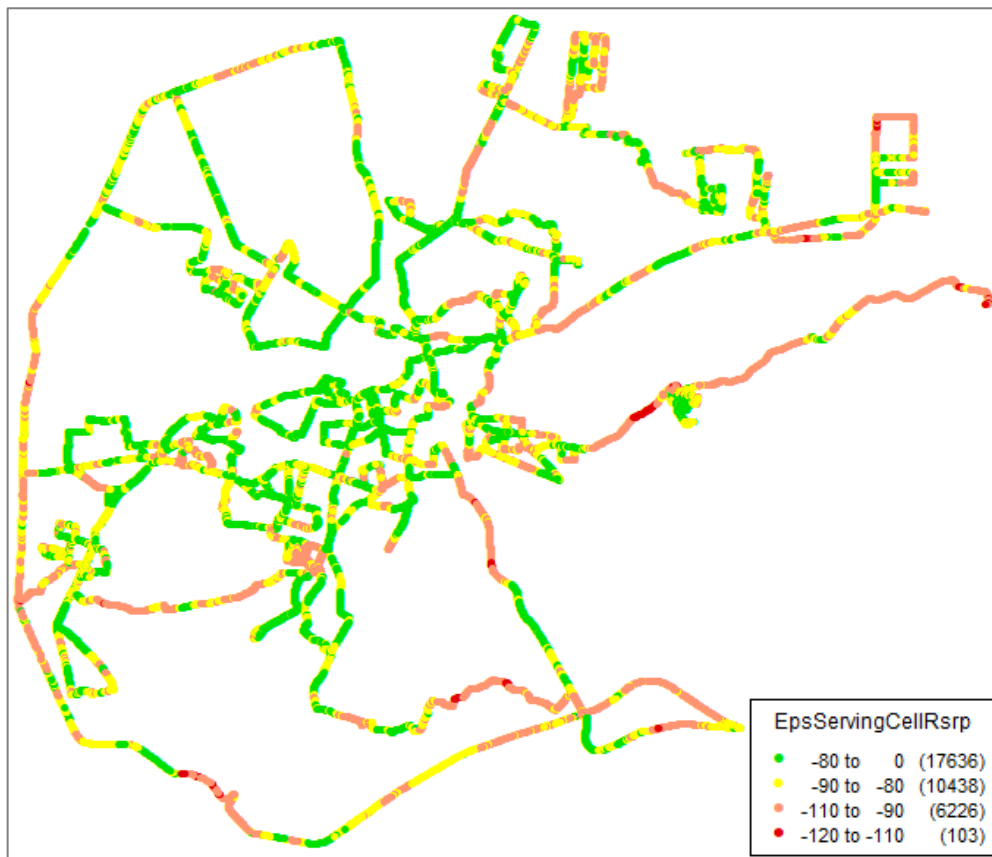 EpsServingCellRsrp
-80 to 0 (17636)
-90 to -80 (10438)
-110 to -90 (6226)
-120 to -110 (103)